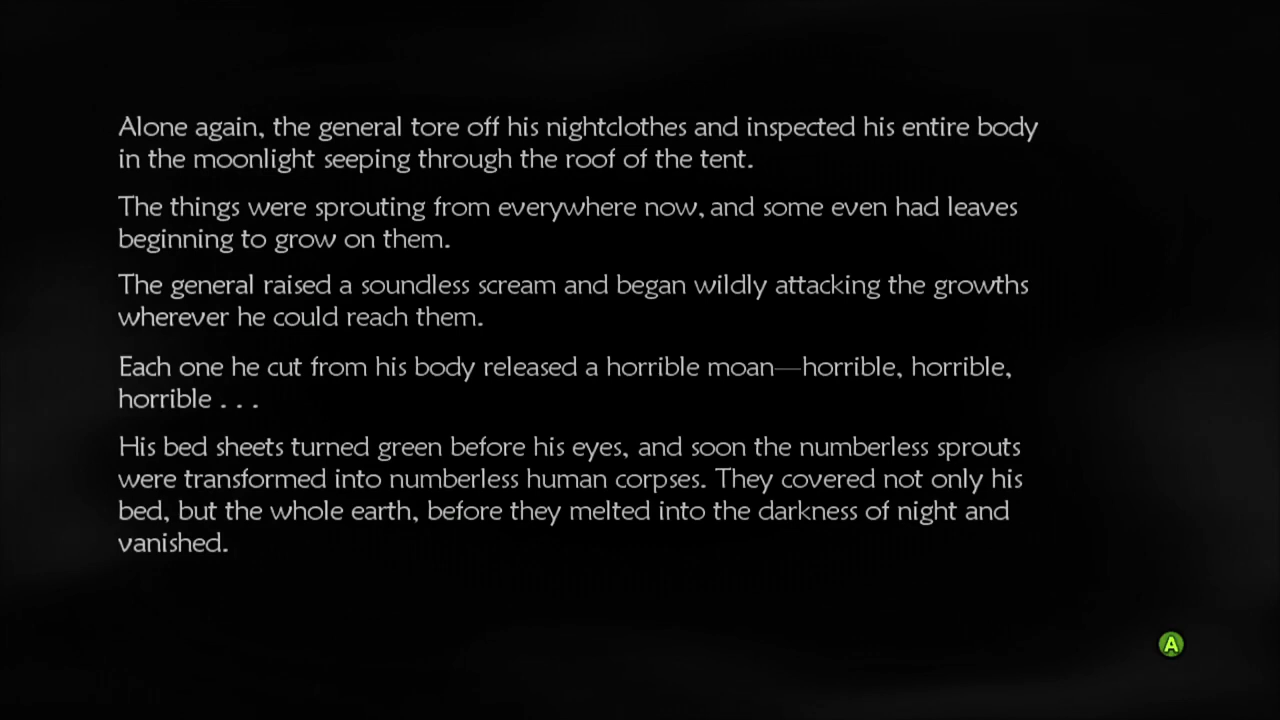 Alone again, the general tore off his nightclothes and inspected his entire body
in the moonlight seeping through the roof of the tent.
The things were sprouting from everywhere now, and some even had leaves
beginning to grow on them.
The general raised a soundless scream and began wildly attacking the growths
wherever he could reach them.
Each one he cut from his body released a horrible moan—horrible, horrible,
horrible . . .
His bed sheets turned green before his eyes, and soon the numberless sprouts
were transformed into numberless human corpses. They covered not only his
bed, but the whole earth, before they melted into the darkness of night and
vanished.
A